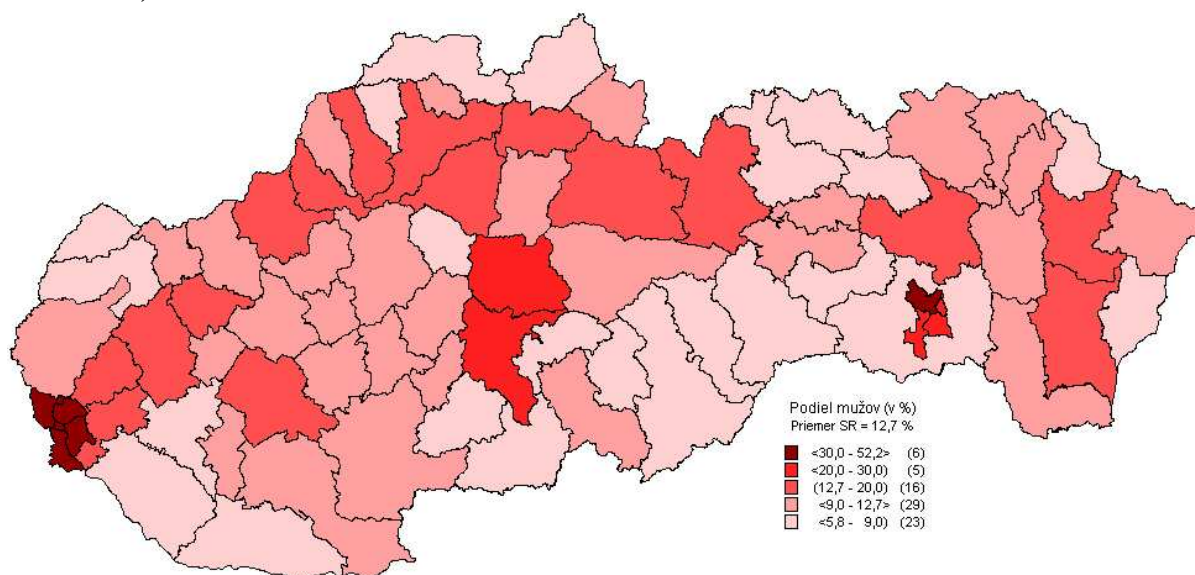 Podiel mužov (v %)
Priemer SR = 12,7 %
<30,0 - 52,2> (6)
<20,0 - 30,0) (5)
(12,7 - 20,0) (16)
<9,0 - 12,7> (29)
<5,8 - 9,0) (23)